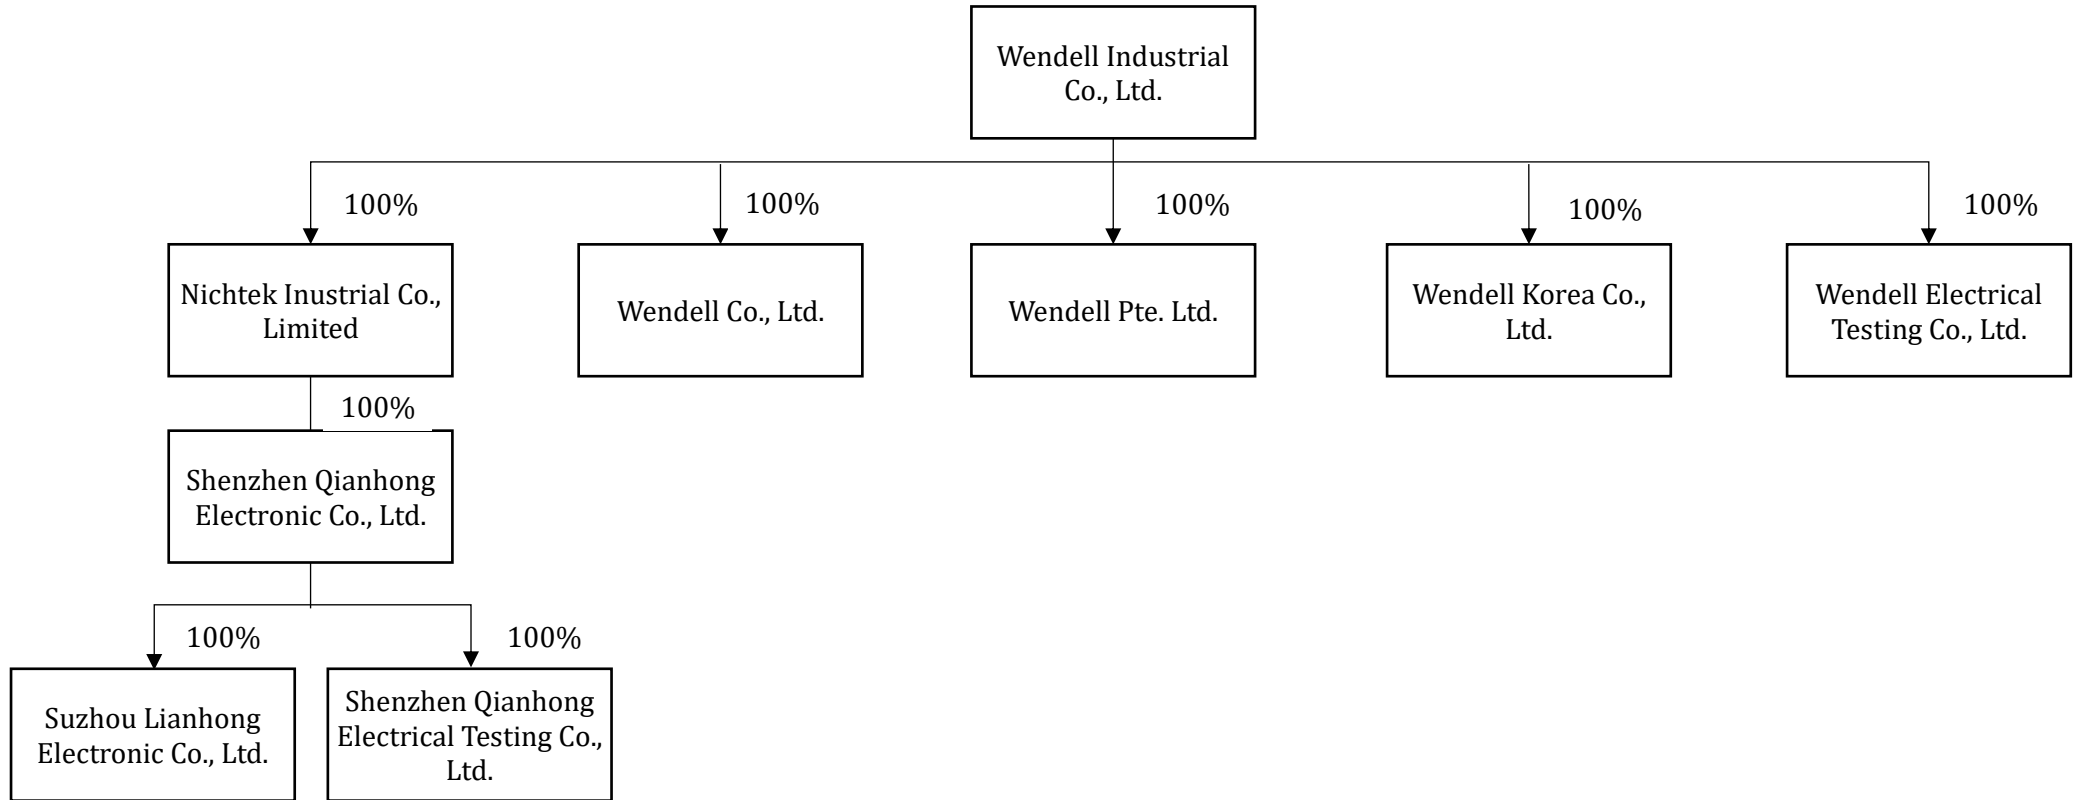 Wendell Industrial
Co., Ltd.
100%
100%
100%
100%
100%
Nichtek Inustrial Co.,
Limited
Wendell Co., Ltd.
Wendell Pte. Ltd.
Wendell Korea Co.,
Ltd.
Wendell Electrical
Testing Co., Ltd.
100%
Shenzhen Qianhong
Electronic Co., Ltd.
100%
100%
Suzhou Lianhong
Electronic Co., Ltd.
Shenzhen Qianhong
Electrical Testing Co.,
Ltd.